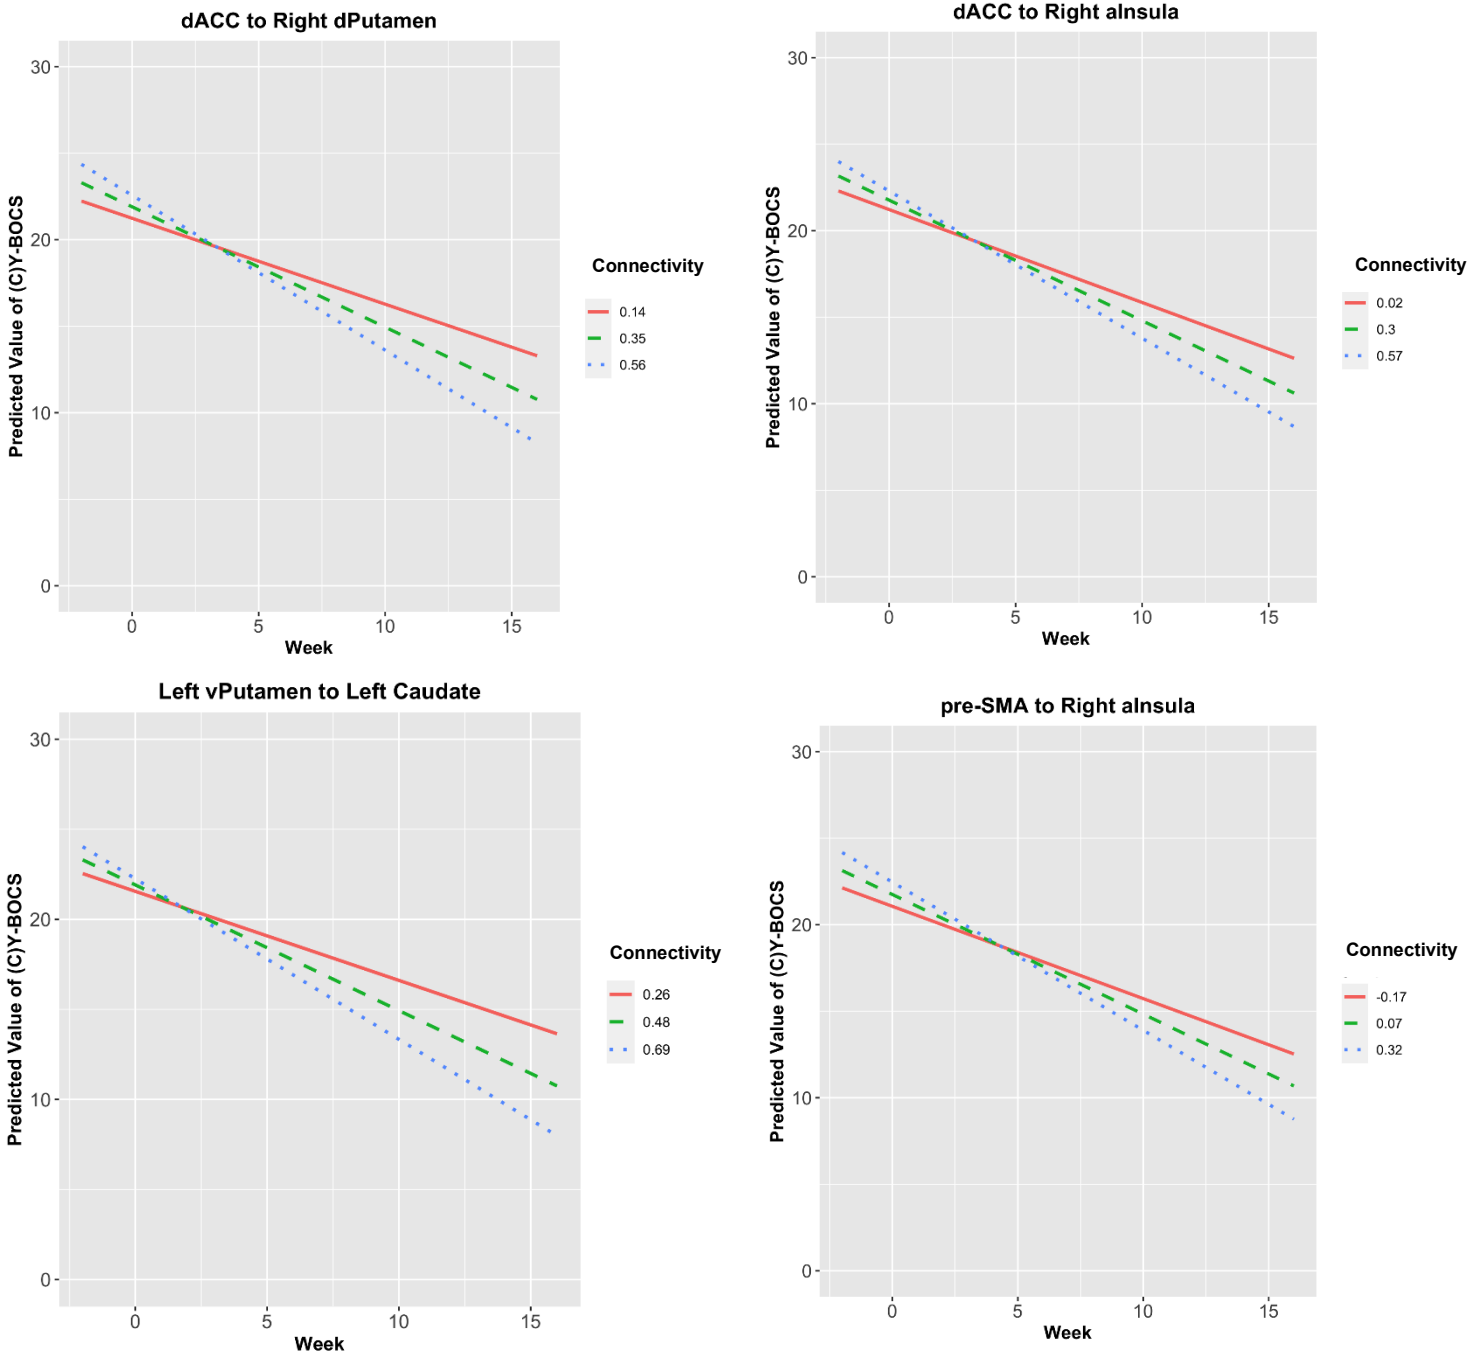 dACC to Right dPutamen
Predicted Value of (C)Y-BOCS
30
20
10
0
0 5 10 15
Week
Connectivity
0.14
0.35
0.56
dACC to Right aInsula
Predicted Value of (C)Y-BOCS
30
20
10
0
0 5 10 15
Week
Connectivity
0.02
0.3
0.57
Left vPutamen to Left Caudate
Predicted Value of (C)Y-BOCS
30
20
10
0
0 5 10 15
Week
Connectivity
0.26
0.48
0.69
pre-SMA to Right aInsula
Predicted Value of (C)Y-BOCS
30
20
10
0
0 5 10 15
Week
Connectivity
-0.17
0.07
0.32